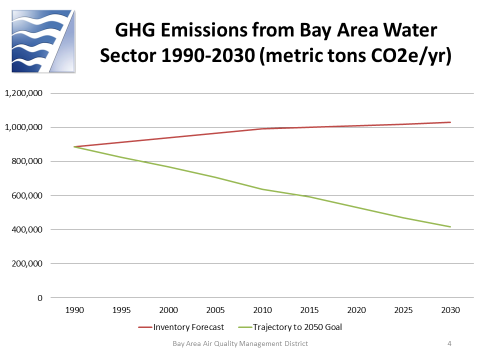 GHG Emissions from Bay Area Water
Sector 1990-2030 (metric tons CO2e/yr)
1,200,000
1,000,000
800,000
600,000
400,000
200,000
0
1990 1995 2000 2005 2010 2015 2020 2025 2030
Inventory Forecast Trajectory to 2050 Goal
Bay Area Air Quality Management District 4